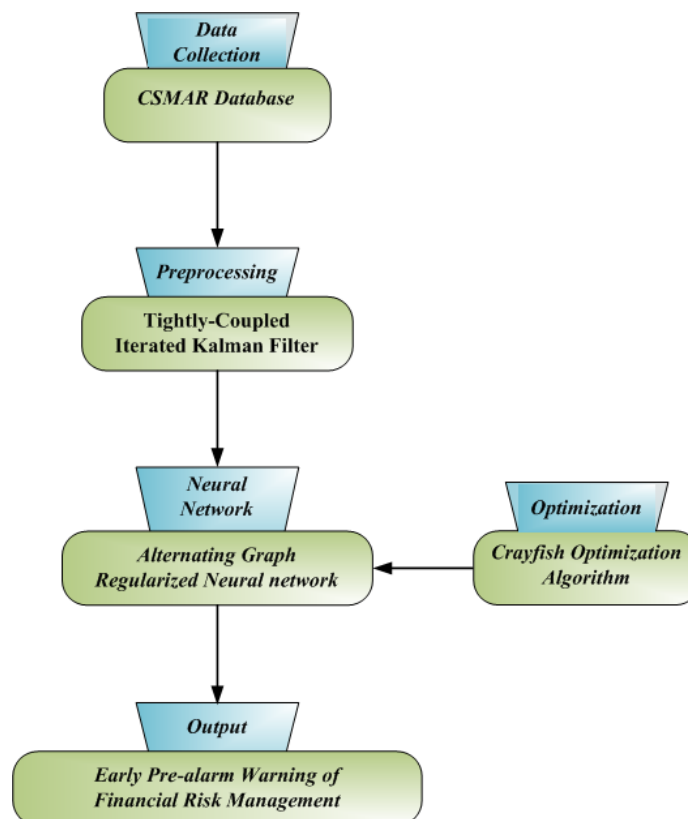 Data
Collection
CSMAR Database
Preprocessing
Tightly-Coupled
Iterated Kalman Filter
Neural
Network
Alternating Graph
Regularized Neural network
Optimization
Crayfish Optimization
Algorithm
Output
Early Pre-alarm Warning of
Financial Risk Management